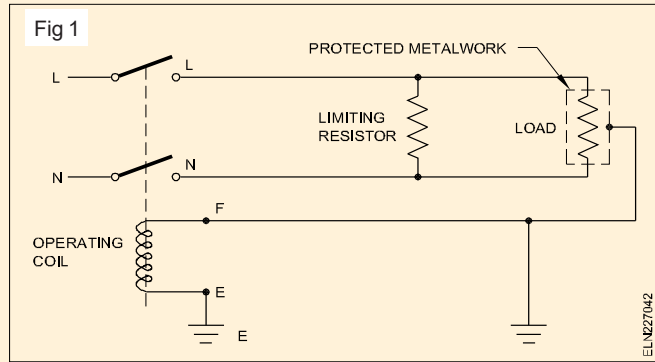 Fig 1
PROTECTED METALWORK
L
L
LIMITING
RESISTOR
LOAD
N
N
F
OPERATING
COIL
E
E
ELN227042